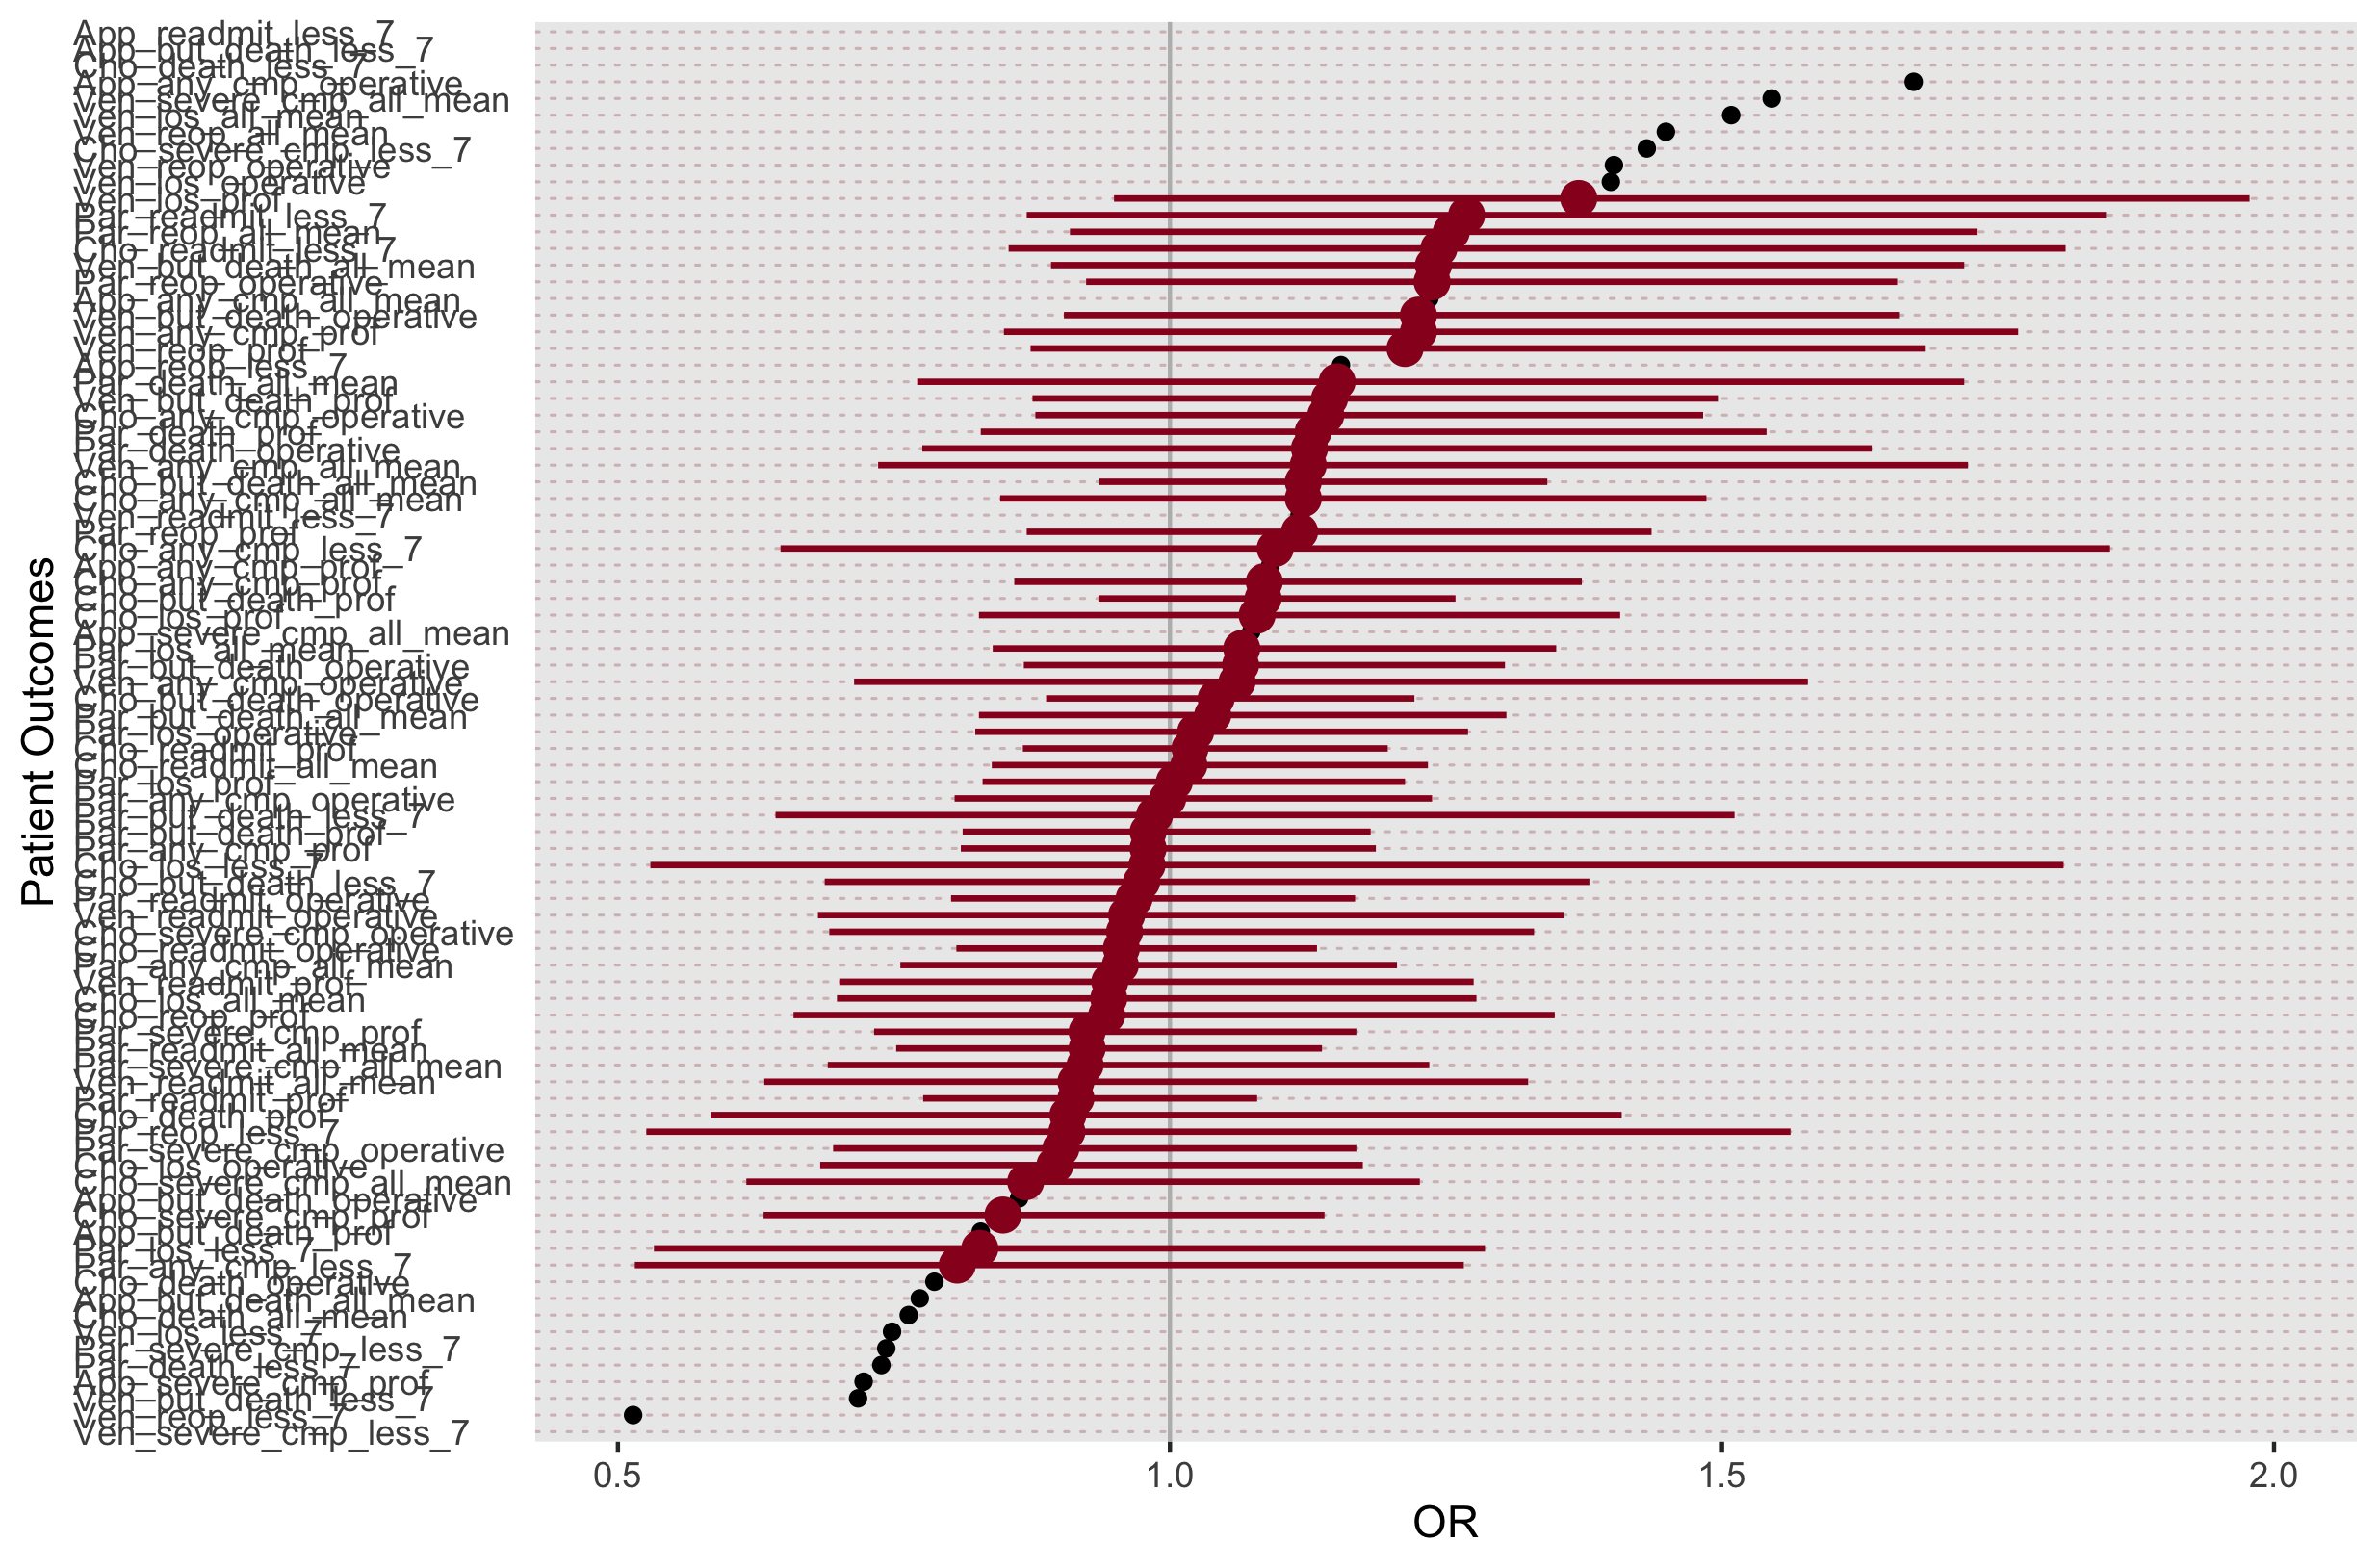 App_readmit_less_7
App_but_death_less_7
Cho_death_less_7
App_any_cmp_operative
Ven_severe_cmp_all_mean
Ven_los_all_mean
Ven_reop_all_mean
Cho_severe_cmp_less_7
Ven_reop_operative
Ven_los_operative
Ven_los_prof
Par_readmit_less_7
Par_reop_all_mean
Cho_readmit_less_7
Ven_but_death_all_mean
Par_reop_operative
App_any_cmp_all_mean
Ven_but_death_operative
Ven_any_cmp_prof
Ven_reop_prof
App_reop_less_7
Par_death_all_mean
Ven_but_death_prof
Cho_any_cmp_operative
Par_death_prof
Par_death_operative
Ven_any_cmp_all_mean
Cho_but_death_all_mean
Cho_any_cmp_all_mean
Ven_readmit_less_7
Par_reop_prof
Cho_any_cmp_less_7
App_any_cmp_prof
Cho_any_cmp_prof
Cho_but_death_prof
Cho_los_prof
App_severe_cmp_all_mean
Par_los_all_mean
Par_but_death_operative
Ven_any_cmp_operative
Cho_but_death_operative
Par_but_death_all_mean
Par_los_operative
Cho_readmit_prof
Cho_readmit_all_mean
Par_los_prof
Par_any_cmp_operative
Par_but_death_less_7
Par_but_death_prof
Par_any_cmp_prof
Cho_los_less_7
Cho_but_death_less_7
Par_readmit_operative
Ven_readmit_operative
Cho_severe_cmp_operative
Cho_readmit_operative
Par_any_cmp_all_mean
Ven_readmit_prof
Cho_los_all_mean
Cho_reop_prof
Par_severe_cmp_prof
Par_readmit_all_mean
Par_severe_cmp_all_mean
Ven_readmit_all_mean
Par_readmit_prof
Cho_death_prof
Par_reop_less_7
Par_severe_cmp_operative
Cho_los_operative
Cho_severe_cmp_all_mean
App_but_death_operative
Cho_severe_cmp_prof
App_but_death_prof
Par_los_less_7
Par_any_cmp_less_7
Cho_death_operative
App_but_death_all_mean
Cho_death_all_mean
Ven_los_less_7
Par_severe_cmp_less_7
Par_death_less_7
App_severe_cmp_prof
Ven_but_death_less_7
Ven_reop_less_7
Ven_severe_cmp_less_7
Patient Outcomes
0.5 1.0 1.5 2.0
OR